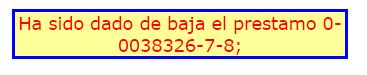 Ha sido dado de baja el prestamo 0-
0038326-7-8;